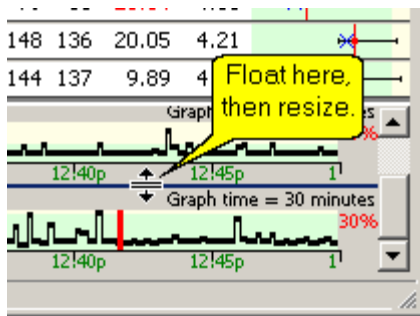 148 136 20.05 4.21
144 137 9.89 4
Float here,
then resize.
Graph
es
%
12:40p 12:45p 1
Graph time = 30 minutes
30%
12:40p 12:45p 1